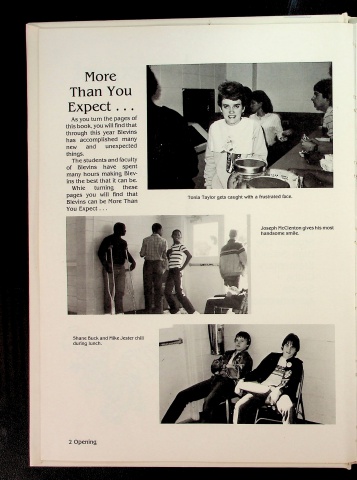 More
Than You
Expect . . .
As you turn the pages of
this book, you will find that
through this year Blevins
has accomplished many
new and unexpected
things.
The students and faculty
of Blevins have spent
many hours making Blev-
ins the best that it can be.
While turning these
pages you will find that
Blevins can be More Than
You Expect . . .
Tonia Taylor gets caught with a frustrated face.
Joseph McClenton gives his most
handsome smile.
Shane Buck and Mike Jester chill
during lunch.
2 Opening